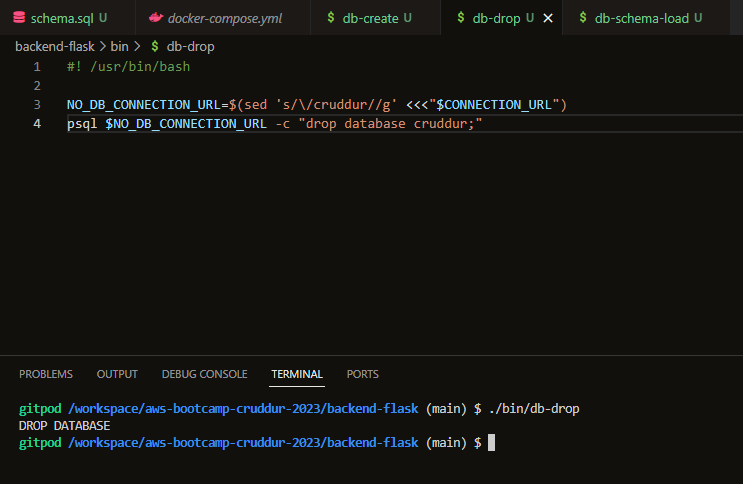 schema.sql U docker-compose.yml $ db-create U $ db-drop U $ db-schema-load U
backend-flask > bin > $ db-drop
1 #! /usr/bin/bash
2
3 NO_DB_CONNECTION_URL=$(sed 's/\/cruddur//g' <<<"$CONNECTION_URL")
4 psql $NO_DB_CONNECTION_URL -c "drop database cruddur;"
PROBLEMS OUTPUT DEBUG CONSOLE TERMINAL PORTS
gitpod /workspace/aws-bootcamp-cruddur-2023/backend-flask (main) $ ./bin/db-drop
DROP DATABASE
gitpod /workspace/aws-bootcamp-cruddur-2023/backend-flask (main) $